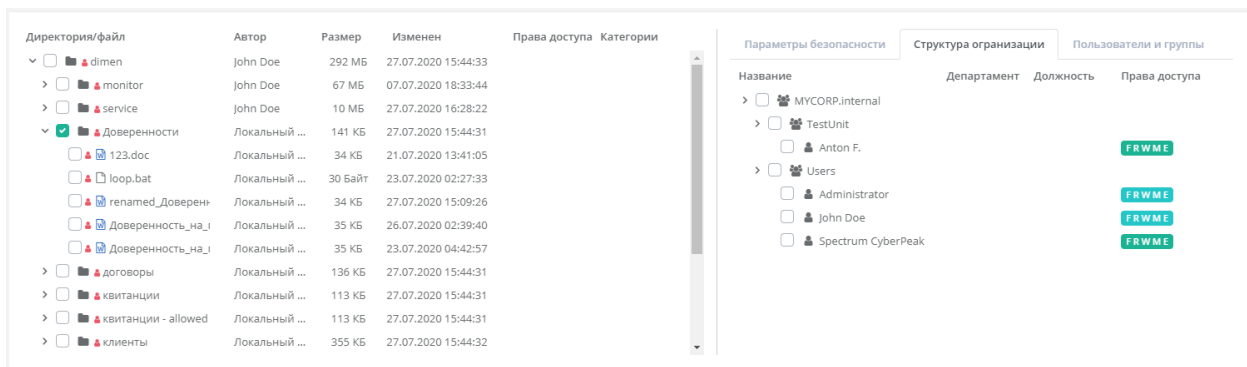 Директория/файл Автор Размер Изменен Права доступа Категории
dimen John Doe 292 МБ 27.07.2020 15:44:33
monitor John Doe 67 МБ 07.07.2020 18:33:44
service John Doe 10 МБ 27.07.2020 16:28:22
Доверенности Локальный ... 141 КБ 27.07.2020 15:44:31
123.doc Локальный ... 34 КБ 21.07.2020 13:41:05
loop.bat Локальный ... 30 Байт 23.07.2020 02:27:33
renamed_Доверенн Локальный ... 34 КБ 27.07.2020 15:09:26
Доверенность_на_г Локальный ... 35 КБ 26.07.2020 02:39:40
Доверенность_на_г Локальный ... 35 КБ 23.07.2020 04:42:57
договоры Локальный ... 136 КБ 27.07.2020 15:44:31
квитанции Локальный ... 113 КБ 27.07.2020 15:44:31
квитанции - allowed Локальный ... 113 КБ 27.07.2020 15:44:31
клиенты Локальный ... 355 КБ 27.07.2020 15:44:32
Параметры безопасности Структура огранизации Пользователи и группы
Название Департамент Должность Права доступа
MYCORP.internal
TestUnit
Anton F. FRWME
Users
Administrator FRWME
John Doe FRWME
Spectrum CyberPeak FRWME